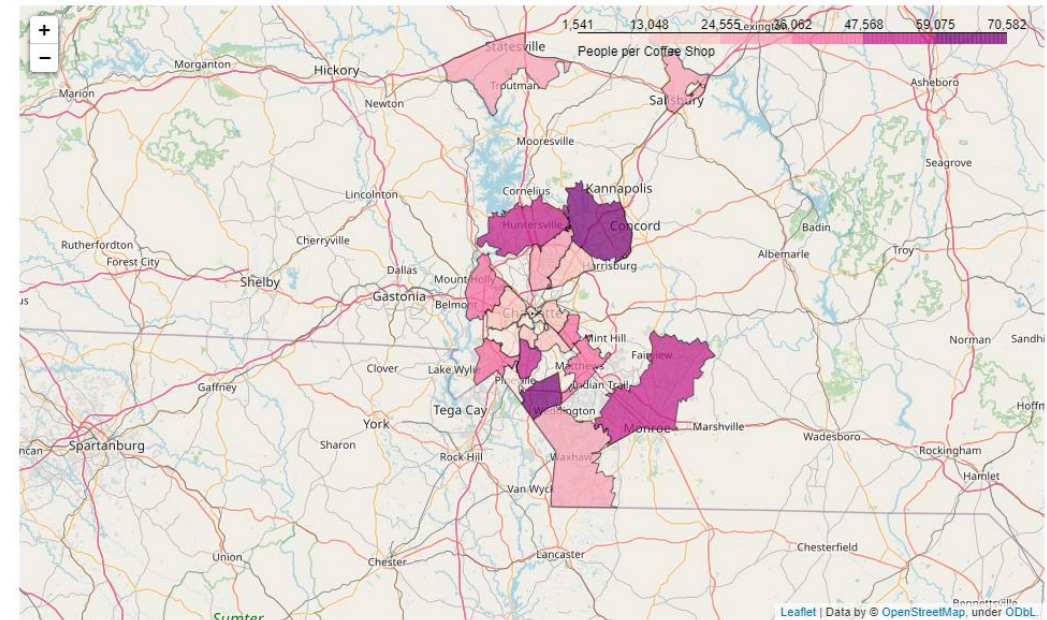 +
−
1,541 13,048 24,555 36,062 47,568 59,075 70,582
Lexington
People per Coffee Shop
Statesville
Morganton
Hickory
Troutman
Asheboro
Marion
Newton
Salisbury
Mooresville
Seagrove
Lincolnton
Cornelius
Kannapolis
Huntersville
Concord
Badin
Rutherfordton
Cherryville
Albemarle
Troy
Forest City
Dallas
Mount Holly
Harrisburg
Shelby
Gastonia
Belmont
Charlotte
Mint Hill
Norman
Fairview
Clover
Lake Wylie
Matthews
Gaffney
Pineville
Indian Trail
Tega Cay
Weddington
York
Monroe
Marshville
Spartanburg
Sharon
Wadesboro
Rock Hill
Waxhaw
Rockingham
Hamlet
Van Wyck
Union
Chester
Lancaster
Chesterfield
Bennettsville
Sumter
Leaflet | Data by © OpenStreetMap, under ODbL.